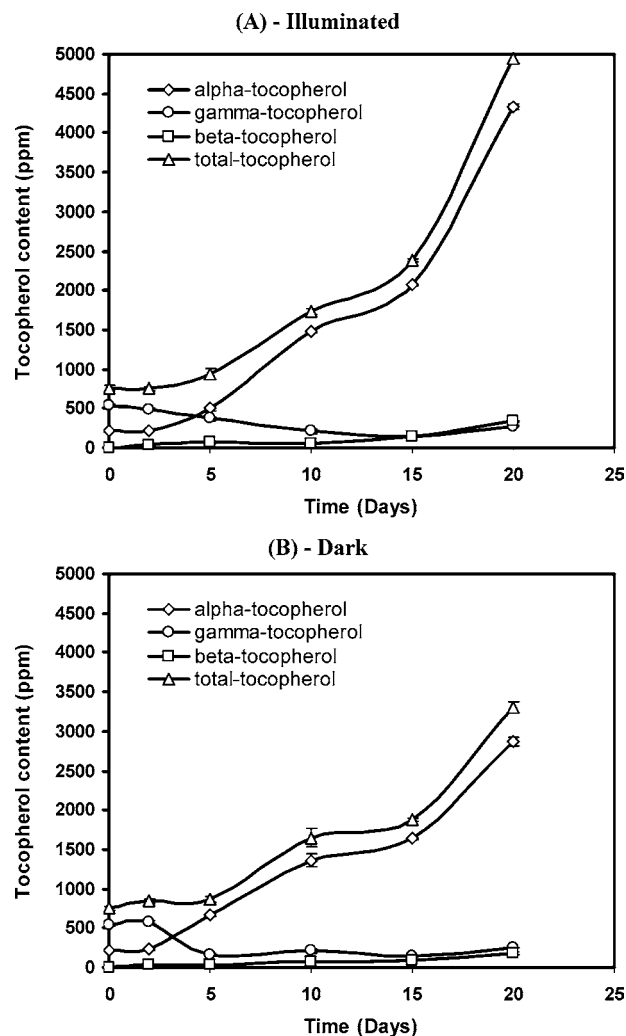 (A) - Illuminated
Tocopherol content (ppm)
5000
4500
4000
3500
3000
2500
2000
1500
1000
500
0
alpha-tocopherol
gamma-tocopherol
beta-tocopherol
total-tocopherol
0 5 10 15 20 25
Time (Days)
(B) - Dark
Tocopherol content (ppm)
5000
4500
4000
3500
3000
2500
2000
1500
1000
500
0
alpha-tocopherol
gamma-tocopherol
beta-tocopherol
total-tocopherol
0 5 10 15 20 25
Time (Days)